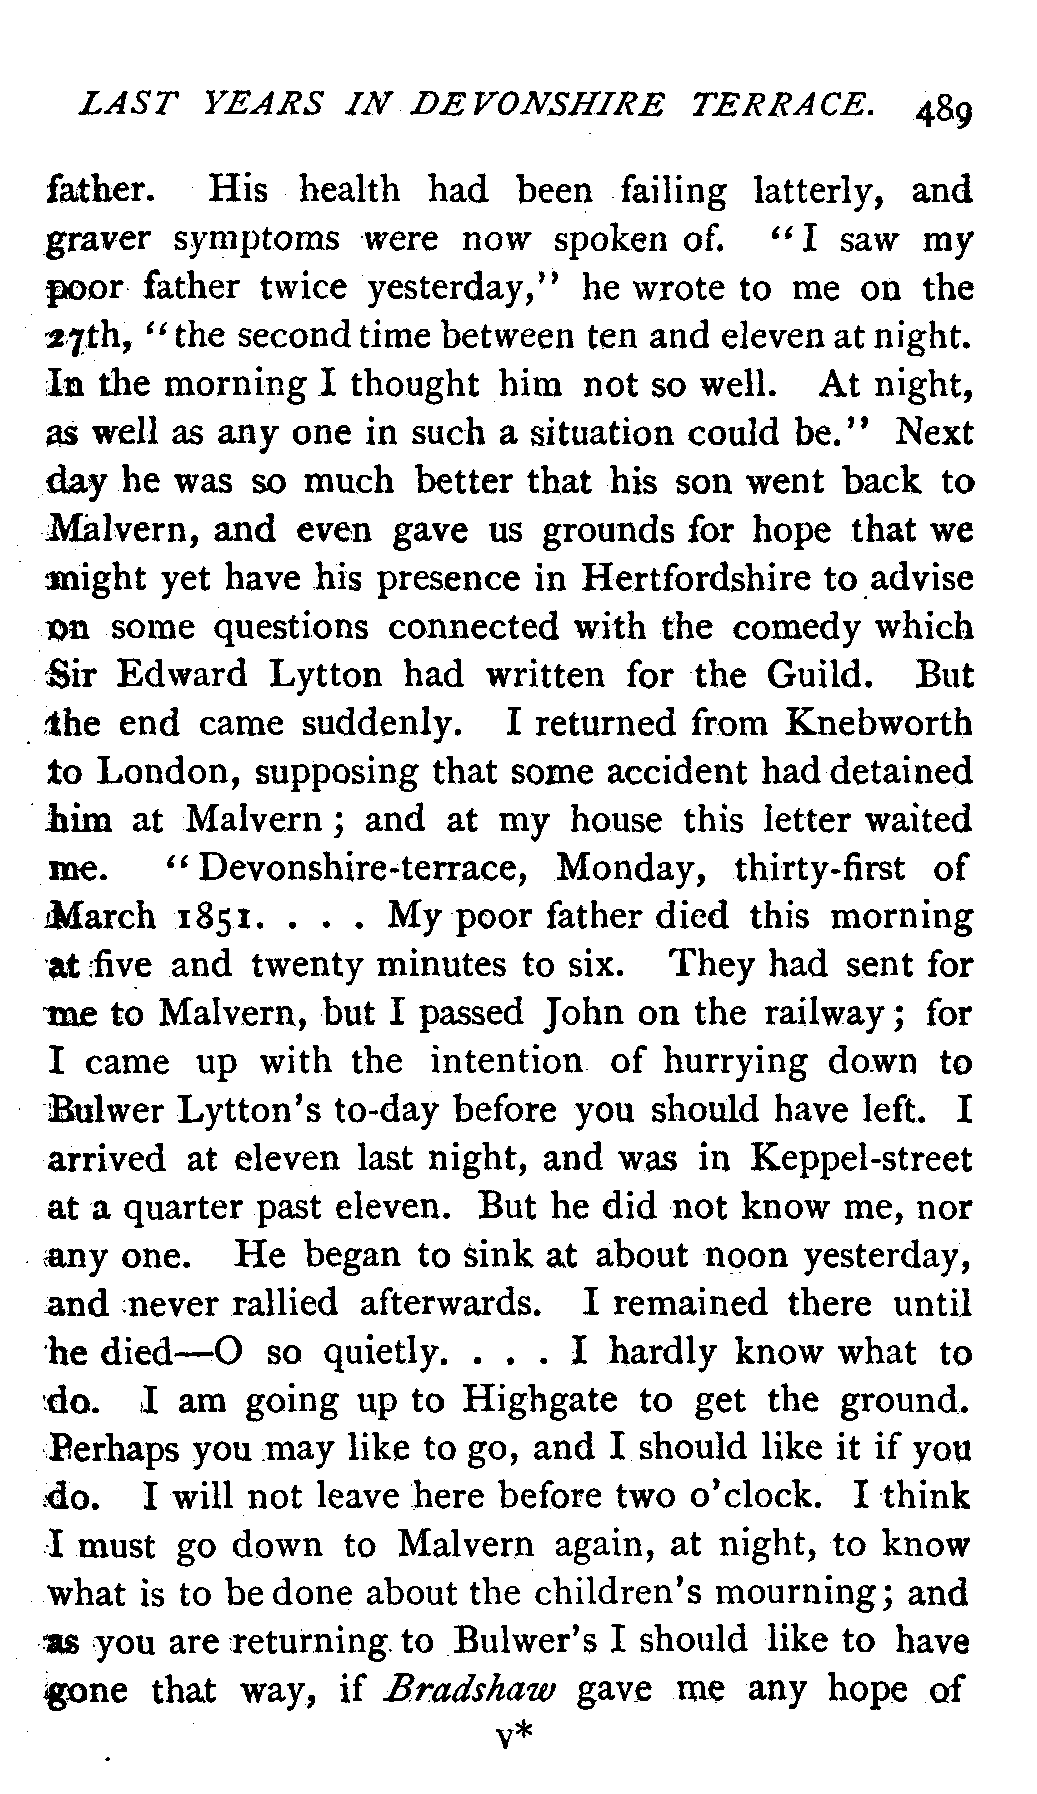 LAST YEARS IN DEVONSHIRE TERRACE. 489
father. His health had been failing latterly, and
graver symptoms were now spoken of. "I saw my
poor father twice yesterday," he wrote to me on the
27th, "the second time between ten and eleven at night.
In the morning I thought him not so well. At night,
as well as any one in such a situation could be." Next
day he was so much better that his son went back to
Malvern, and even gave us grounds for hope that we
might yet have his presence in Hertfordshire to advise
on some questions connected with the comedy which
Sir Edward Lytton had written for the Guild. But
the end came suddenly. I returned from Knebworth
to London, supposing that some accident had detained
him at Malvern; and at my house this letter waited
me. "Devonshire-terrace, Monday, thirty-first of
March 1851. . . . My poor father died this morning
at five and twenty minutes to six. They had sent for
me to Malvern, but I passed John on the railway; for
I came up with the intention of hurrying down to
Bulwer Lytton's to-day before you should have left. I
arrived at eleven last night, and was in Keppel-street
at a quarter past eleven. But he did not know me, nor
any one. He began to sink at about noon yesterday,
and never rallied afterwards. I remained there until
he died—O so quietly. . . . I hardly know what to
do. I am going up to Highgate to get the ground.
Perhaps you may like to go, and I should like it if you
do. I will not leave here before two o'clock. I think
I must go down to Malvern again, at night, to know
what is to be done about the children's mourning; and
as you are returning to Bulwer's I should like to have
gone that way, if Bradshaw gave me any hope of
V*